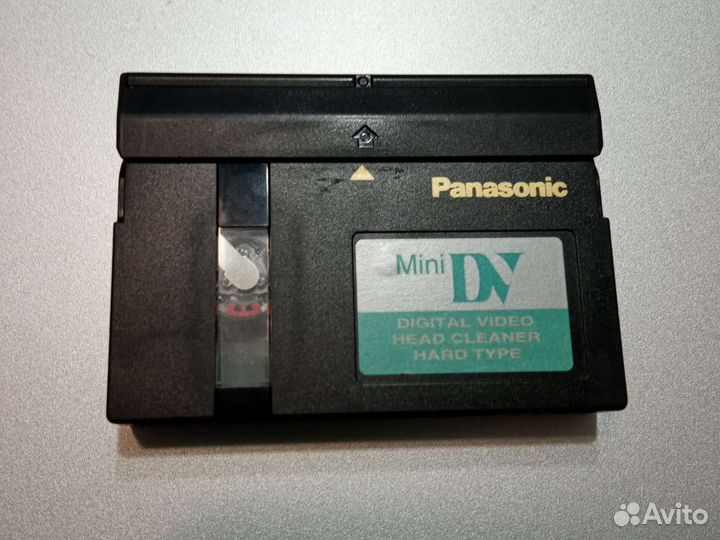 Panasonic
Mini DV
DIGITAL VIDEO
HEAD CLEANER
HARD TYPE
Avito